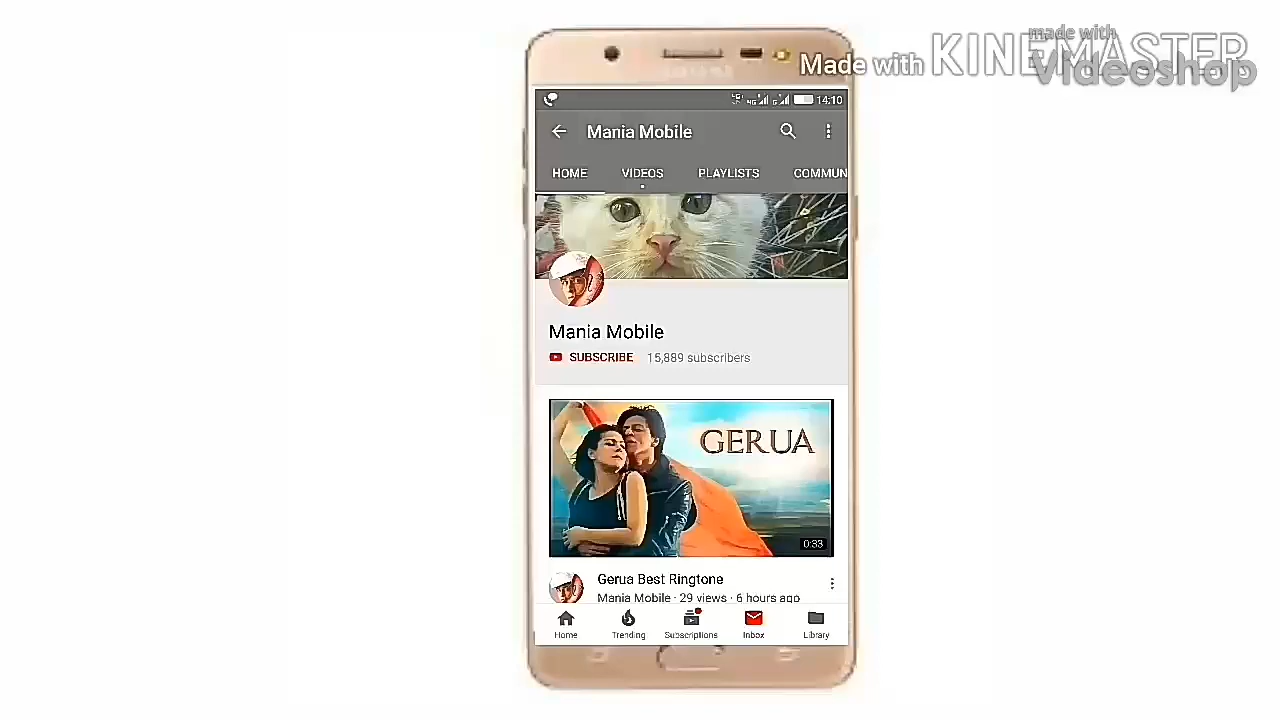 made with
Made with KINEMASTER
Videoshop
14:10
Mania Mobile
HOME VIDEOS PLAYLISTS COMMUN
Mania Mobile
SUBSCRIBE 15,889 subscribers
GERUA
0:33
Gerua Best Ringtone
Mania Mobile · 29 views · 6 hours ago
Home Trending Subscriptions Inbox Library